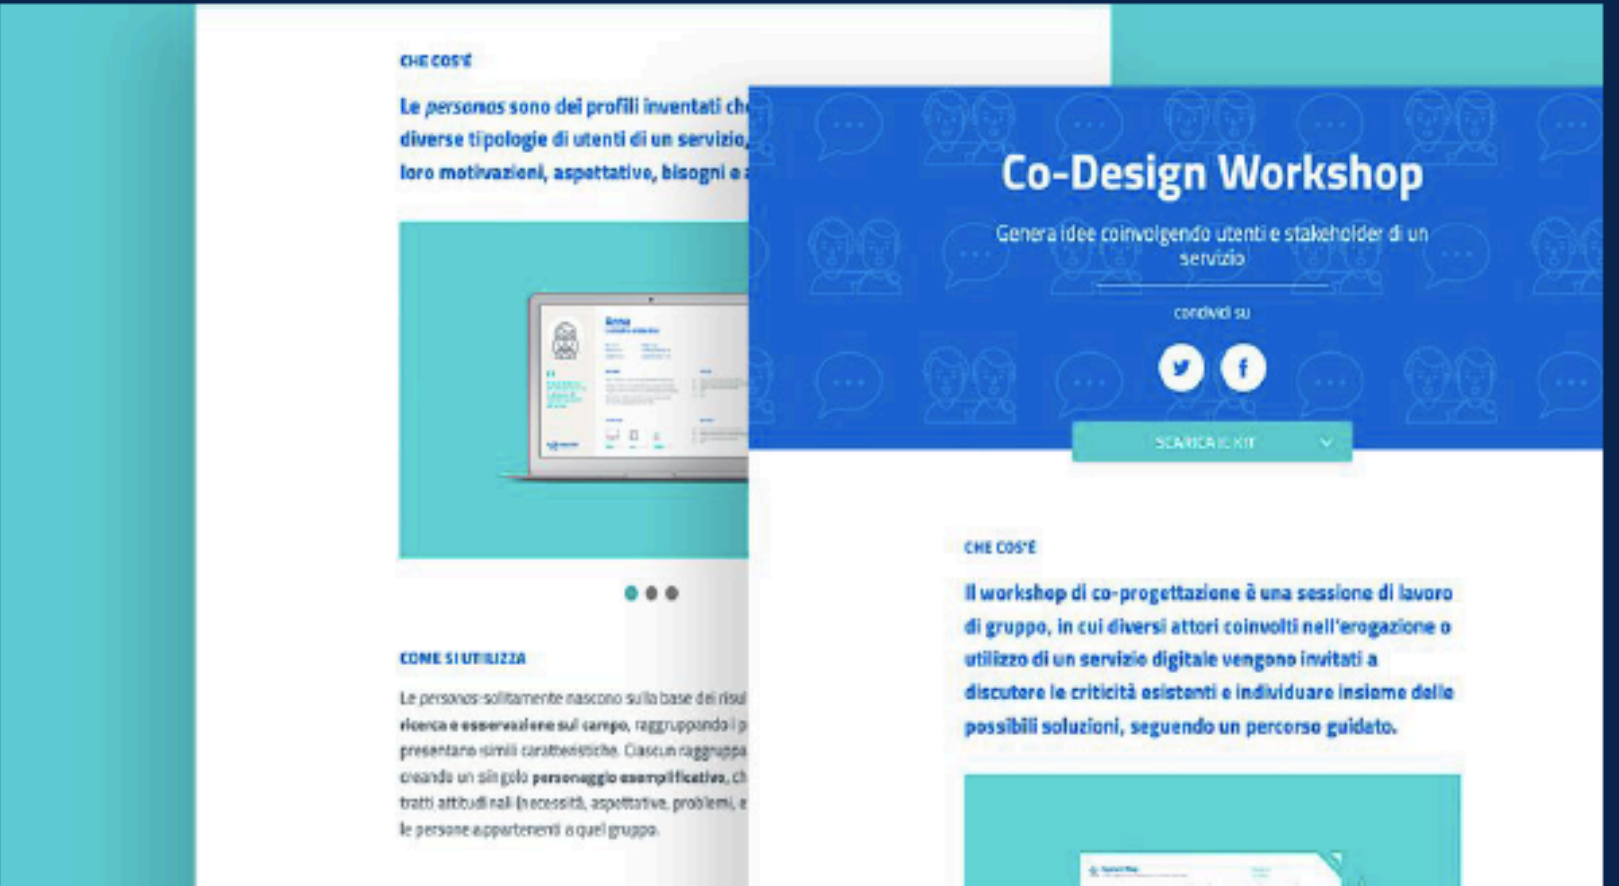 CHE COS'È
Le personas sono dei profili inventati che
diverse tipologie di utenti di un servizio,
loro motivazioni, aspettative, bisogni e a
Anna
COME SI UTILIZZA
Le personas solitamente nascono sulla base dei risul
ricerca e osservazione sul campo, raggruppando i p
presentano simili caratteristiche. Ciascun raggruppa
creando un singolo personaggio esemplificativo, ch
tratti attitudinali (necessità, aspettative, problemi, e
le persone appartenenti a quel gruppo.
Co-Design Workshop
Genera idee coinvolgendo utenti e stakeholder di un
servizio
condividi su
SCARICA IL KIT
CHE COS'È
Il workshop di co-progettazione è una sessione di lavoro
di gruppo, in cui diversi attori coinvolti nell'erogazione o
utilizzo di un servizio digitale vengono invitati a
discutere le criticità esistenti e individuare insieme delle
possibili soluzioni, seguendo un percorso guidato.